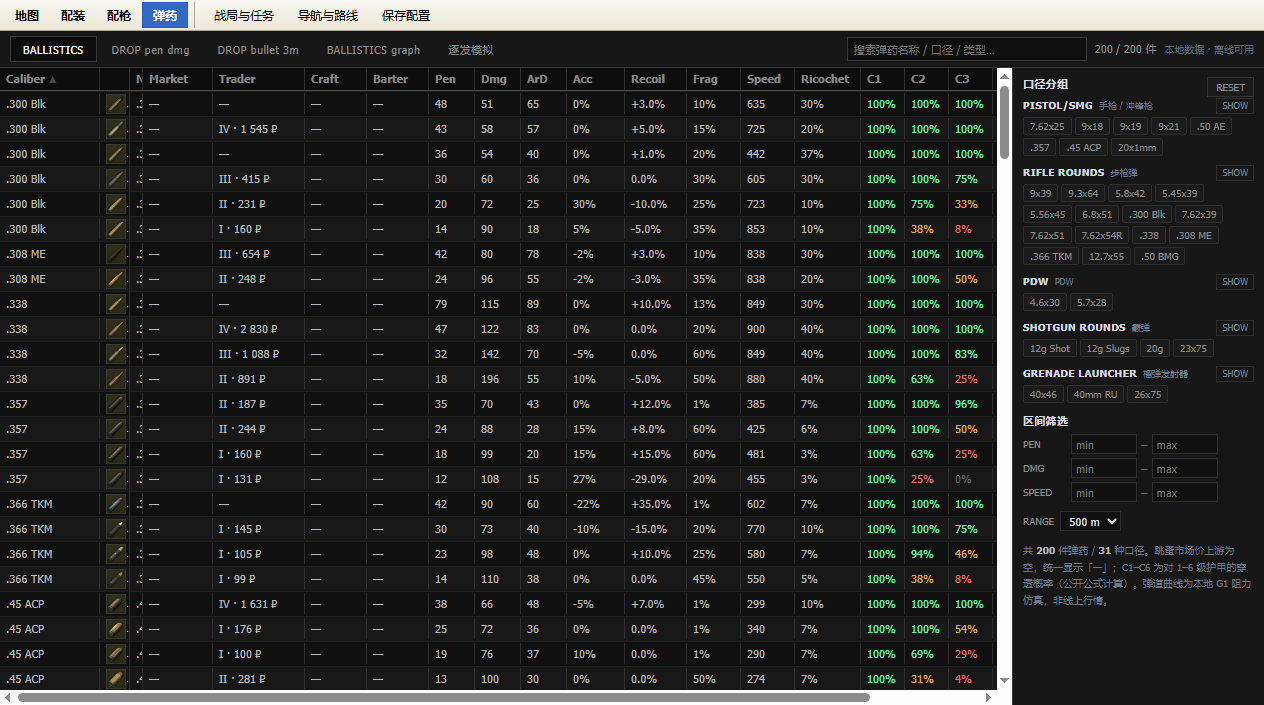 地图 配装 配枪 弹药 战局与任务 导航与路线 保存配置
BALLISTICS DROP pen dmg DROP bullet 3m BALLISTICS graph 逐发模拟 搜索弹药名称 / 口径 / 类型... 200 / 200 件 本地数据 · 离线可用
Caliber ▲ N Market Trader Craft Barter Pen Dmg ArD Acc Recoil Frag Speed Ricochet C1 C2 C3
.300 Blk .3 — — — — 48 51 65 0% +3.0% 10% 635 30% 100% 100% 100%
.300 Blk .3 — IV · 1 545 ₽ — — 43 58 57 0% +5.0% 15% 725 20% 100% 100% 100%
.300 Blk .3 — — — — 36 54 40 0% +1.0% 20% 442 37% 100% 100% 100%
.300 Blk .3 — III · 415 ₽ — — 30 60 36 0% 0.0% 30% 605 30% 100% 100% 75%
.300 Blk .3 — II · 231 ₽ — — 20 72 25 30% -10.0% 25% 723 10% 100% 75% 33%
.300 Blk .3 — I · 160 ₽ — — 14 90 18 5% -5.0% 35% 853 10% 100% 38% 8%
.308 ME .3 — III · 654 ₽ — — 42 80 78 -2% +3.0% 10% 838 30% 100% 100% 100%
.308 ME .3 — II · 248 ₽ — — 24 96 55 -2% -3.0% 35% 838 20% 100% 100% 50%
.338 .3 — — — — 79 115 89 0% +10.0% 13% 849 30% 100% 100% 100%
.338 .3 — IV · 2 830 ₽ — — 47 122 83 0% 0.0% 20% 900 40% 100% 100% 100%
.338 .3 — III · 1 088 ₽ — — 32 142 70 -5% 0.0% 60% 849 40% 100% 100% 83%
.338 .3 — II · 891 ₽ — — 18 196 55 10% -5.0% 50% 880 40% 100% 63% 25%
.357 .3 — II · 187 ₽ — — 35 70 43 0% +12.0% 1% 385 7% 100% 100% 96%
.357 .3 — II · 244 ₽ — — 24 88 28 15% +8.0% 60% 425 6% 100% 100% 50%
.357 .3 — I · 160 ₽ — — 18 99 20 15% +15.0% 60% 481 3% 100% 63% 25%
.357 .3 — I · 131 ₽ — — 12 108 15 27% -29.0% 20% 455 3% 100% 25% 0%
.366 TKM .3 — — — — 42 90 60 -22% +35.0% 1% 602 7% 100% 100% 100%
.366 TKM .3 — I · 145 ₽ — — 30 73 40 -10% -15.0% 20% 770 10% 100% 100% 75%
.366 TKM .3 — I · 105 ₽ — — 23 98 48 0% +10.0% 25% 580 7% 100% 94% 46%
.366 TKM .3 — I · 99 ₽ — — 14 110 38 0% 0.0% 45% 550 5% 100% 38% 8%
.45 ACP .4 — IV · 1 631 ₽ — — 38 66 48 -5% +7.0% 1% 299 10% 100% 100% 100%
.45 ACP .4 — I · 176 ₽ — — 25 72 36 0% 0.0% 1% 340 7% 100% 100% 54%
.45 ACP .4 — I · 100 ₽ — — 19 76 37 10% 0.0% 1% 290 7% 100% 69% 29%
.45 ACP .4 — II · 281 ₽ — — 13 100 30 0% 0.0% 50% 274 7% 100% 31% 4%
口径分组 RESET
PISTOL/SMG 手枪 / 冲锋枪 SHOW
7.62x25 9x18 9x19 9x21 .50 AE
.357 .45 ACP 20x1mm
RIFLE ROUNDS 步枪弹 SHOW
9x39 9.3x64 5.8x42 5.45x39
5.56x45 6.8x51 .300 Blk 7.62x39
7.62x51 7.62x54R .338 .308 ME
.366 TKM 12.7x55 .50 BMG
PDW PDW SHOW
4.6x30 5.7x28
SHOTGUN ROUNDS 霰弹 SHOW
12g Shot 12g Slugs 20g 23x75
GRENADE LAUNCHER 榴弹发射器 SHOW
40x46 40mm RU 26x75
区间筛选
PEN min — max
DMG min — max
SPEED min — max
RANGE 500 m
共 200 件弹药 / 31 种口径。跳蚤市场价上游为
空，统一显示「—」；C1–C6 为对 1–6 级护甲的穿
透概率（公开公式计算）。弹道曲线为本地 G1 阻力
仿真，非线上行情。